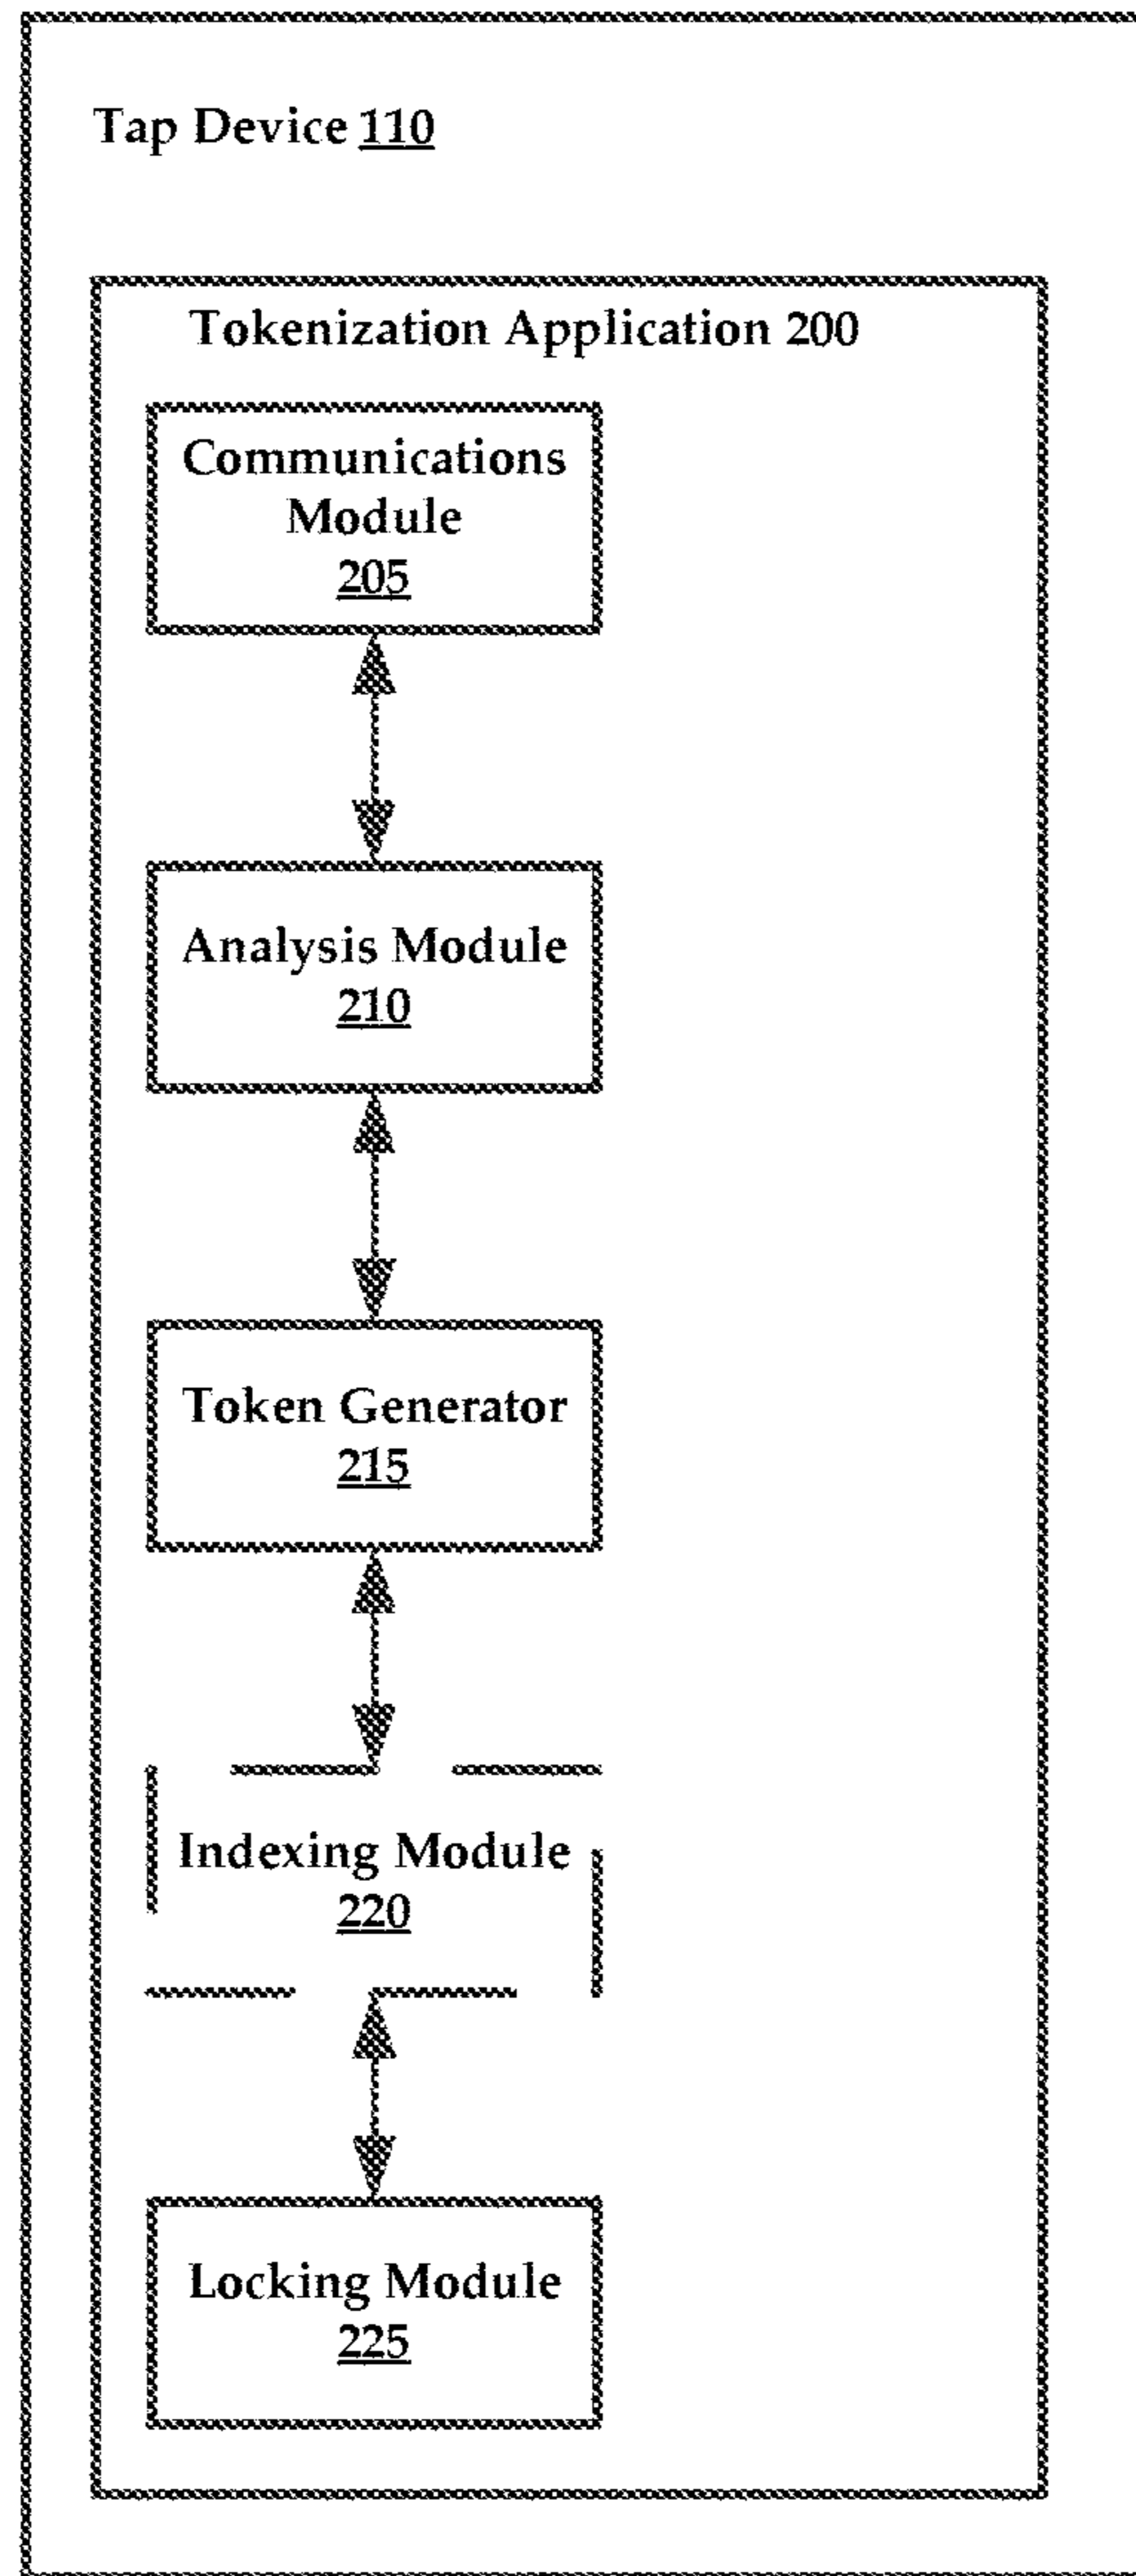 Tap Device 110
Tokenization Application 200
Communications
Module
205
Analysis Module
210
Token Generator
215
Indexing Module
220
Locking Module
225